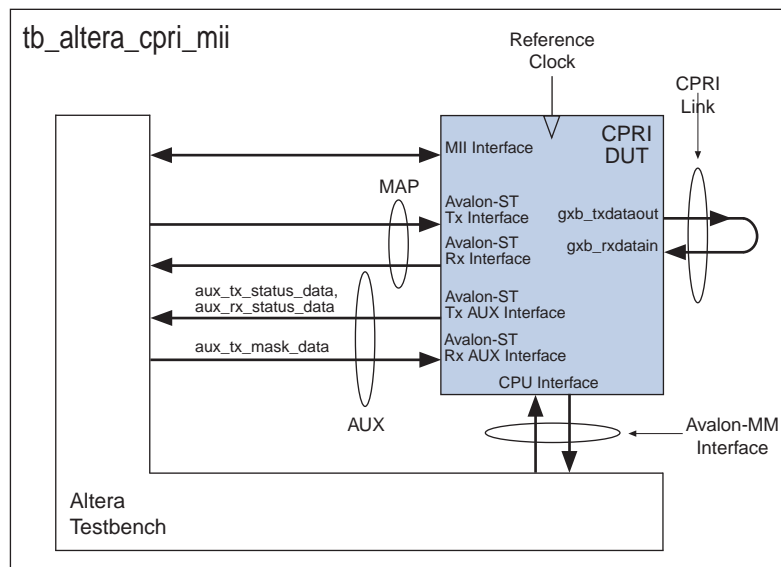 tb_altera_cpri_mii
Reference
Clock
CPRI
Link
CPRI
DUT
MII Interface
MAP
Avalon-ST
Tx Interface
gxb_txdataout
Avalon-ST
Rx Interface
gxb_rxdatain
aux_tx_status_data,
aux_rx_status_data
Avalon-ST
Tx AUX Interface
aux_tx_mask_data
Avalon-ST
Rx AUX Interface
CPU Interface
AUX
Avalon-MM
Interface
Altera
Testbench